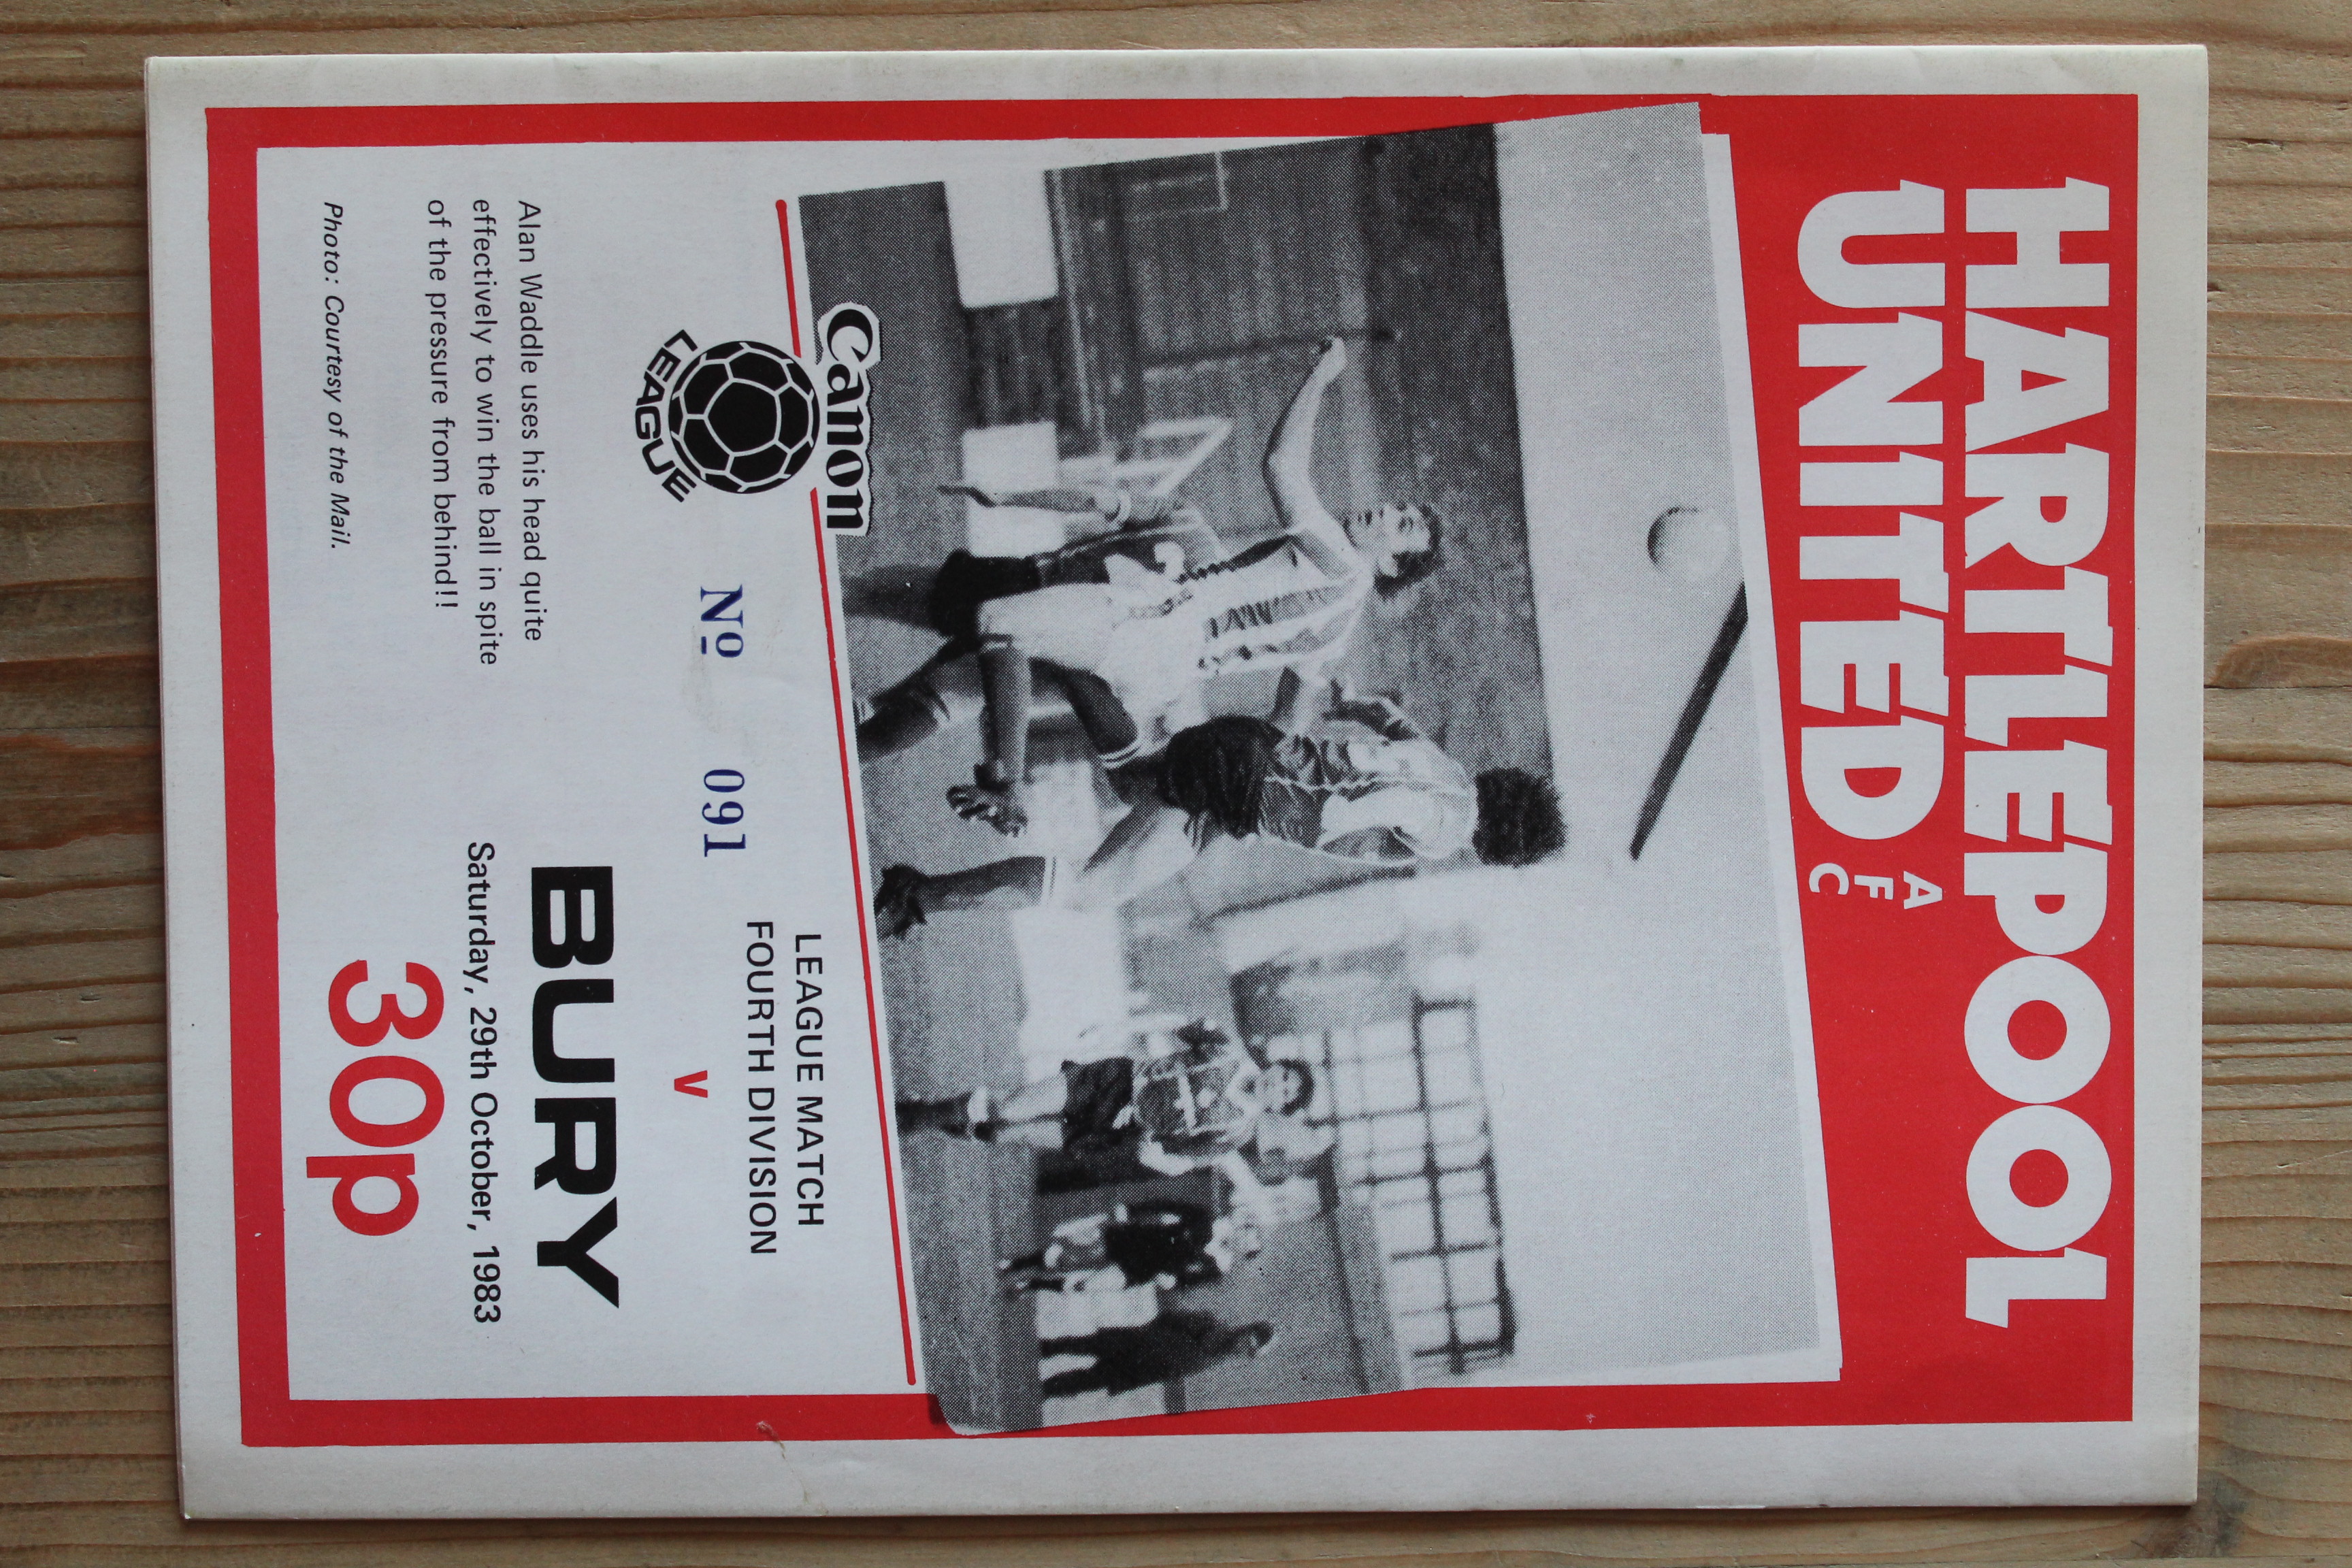 HARTLEPOOL
UNITED
A
F
C
Canon
LEAGUE
LEAGUE MATCH
FOURTH DIVISION
Nº 091
v
BURY
Saturday, 29th October, 1983
30p
Alan Waddle uses his head quite
effectively to win the ball in spite
of the pressure from behind!!
Photo: Courtesy of the Mail.